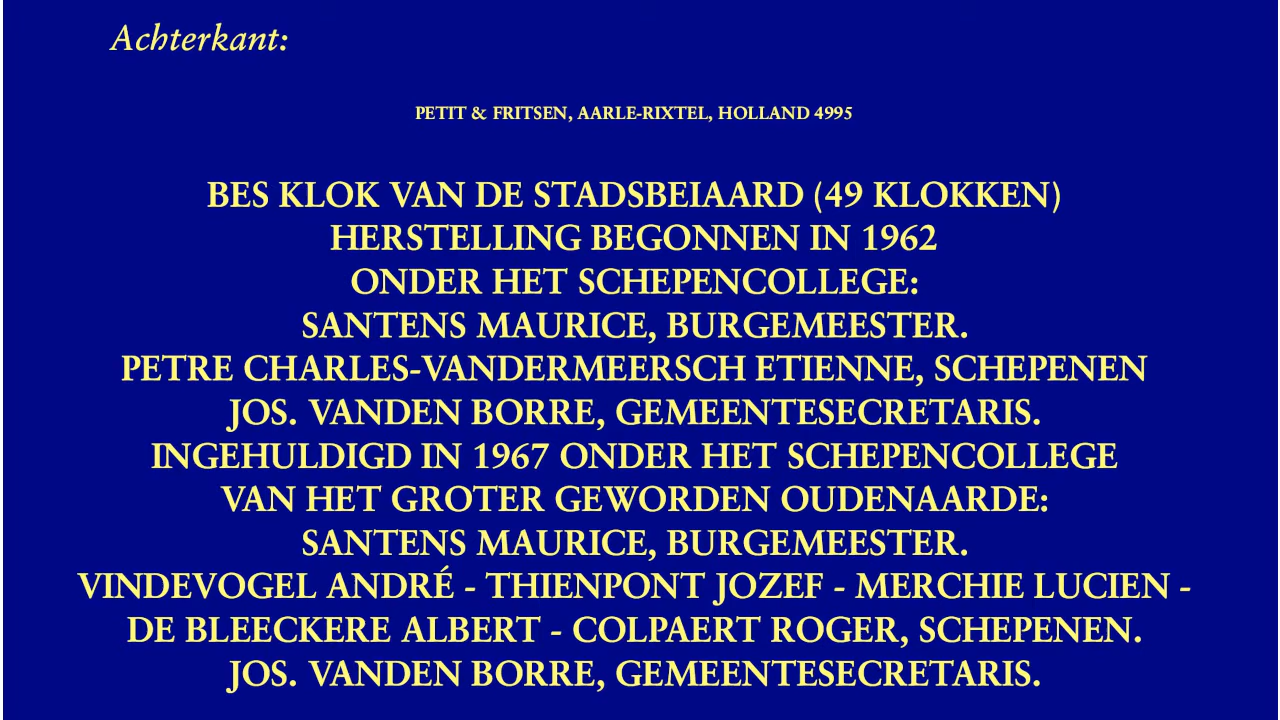 Achterkant:
PETIT & FRITSEN, AARLE-RIXTEL, HOLLAND 4995
BES KLOK VAN DE STADSBEIAARD (49 KLOKKEN)
HERSTELLING BEGONNEN IN 1962
ONDER HET SCHEPENCOLLEGE:
SANTENS MAURICE, BURGEMEESTER.
PETRE CHARLES-VANDERMEERSCH ETIENNE, SCHEPENEN
JOS. VANDEN BORRE, GEMEENTESECRETARIS.
INGEHULDIGD IN 1967 ONDER HET SCHEPENCOLLEGE
VAN HET GROTER GEWORDEN OUDENAARDE:
SANTENS MAURICE, BURGEMEESTER.
VINDEVOGEL ANDRÉ - THIENPONT JOZEF - MERCHIE LUCIEN -
DE BLEECKERE ALBERT - COLPAERT ROGER, SCHEPENEN.
JOS. VANDEN BORRE, GEMEENTESECRETARIS.